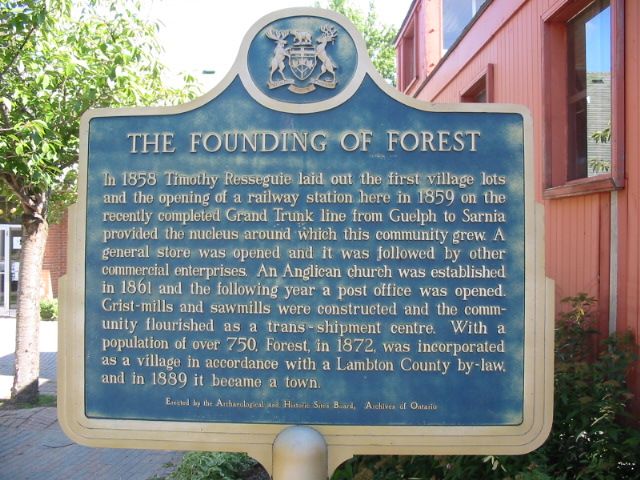 THE FOUNDING OF FOREST
In 1858 Timothy Resseguie laid out the first village lots
and the opening of a railway station here in 1859 on the
recently completed Grand Trunk line from Guelph to Sarnia
provided the nucleus around which this community grew. A
general store was opened and it was followed by other
commercial enterprises. An Anglican church was established
in 1861 and the following year a post office was opened.
Grist-mills and sawmills were constructed and the comm-
unity flourished as a trans-shipment centre. With a
population of over 750, Forest, in 1872, was incorporated
as a village in accordance with a Lambton County by-law,
and in 1889 it became a town.
Erected by the Archaeological and Historic Sites Board, Archives of Ontario